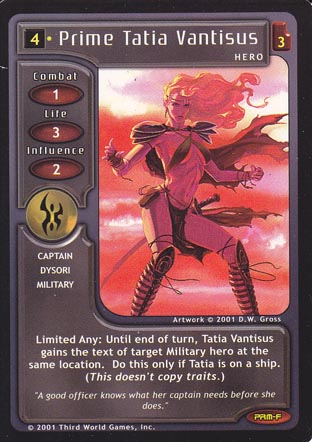 4 • Prime Tatia Vantisus 3
HERO
Combat
1
Life
3
Influence
2
CAPTAIN
DYSORI
MILITARY
Artwork © 2001 D.W. Gross
Limited Any: Until end of turn, Tatia Vantisus
gains the text of target Military hero at the
same location. Do this only if Tatia is on a ship.
(This doesn't copy traits.)
"A good officer knows what her captain needs before she
does."
PRM-F
© 2001 Third World Games, Inc.